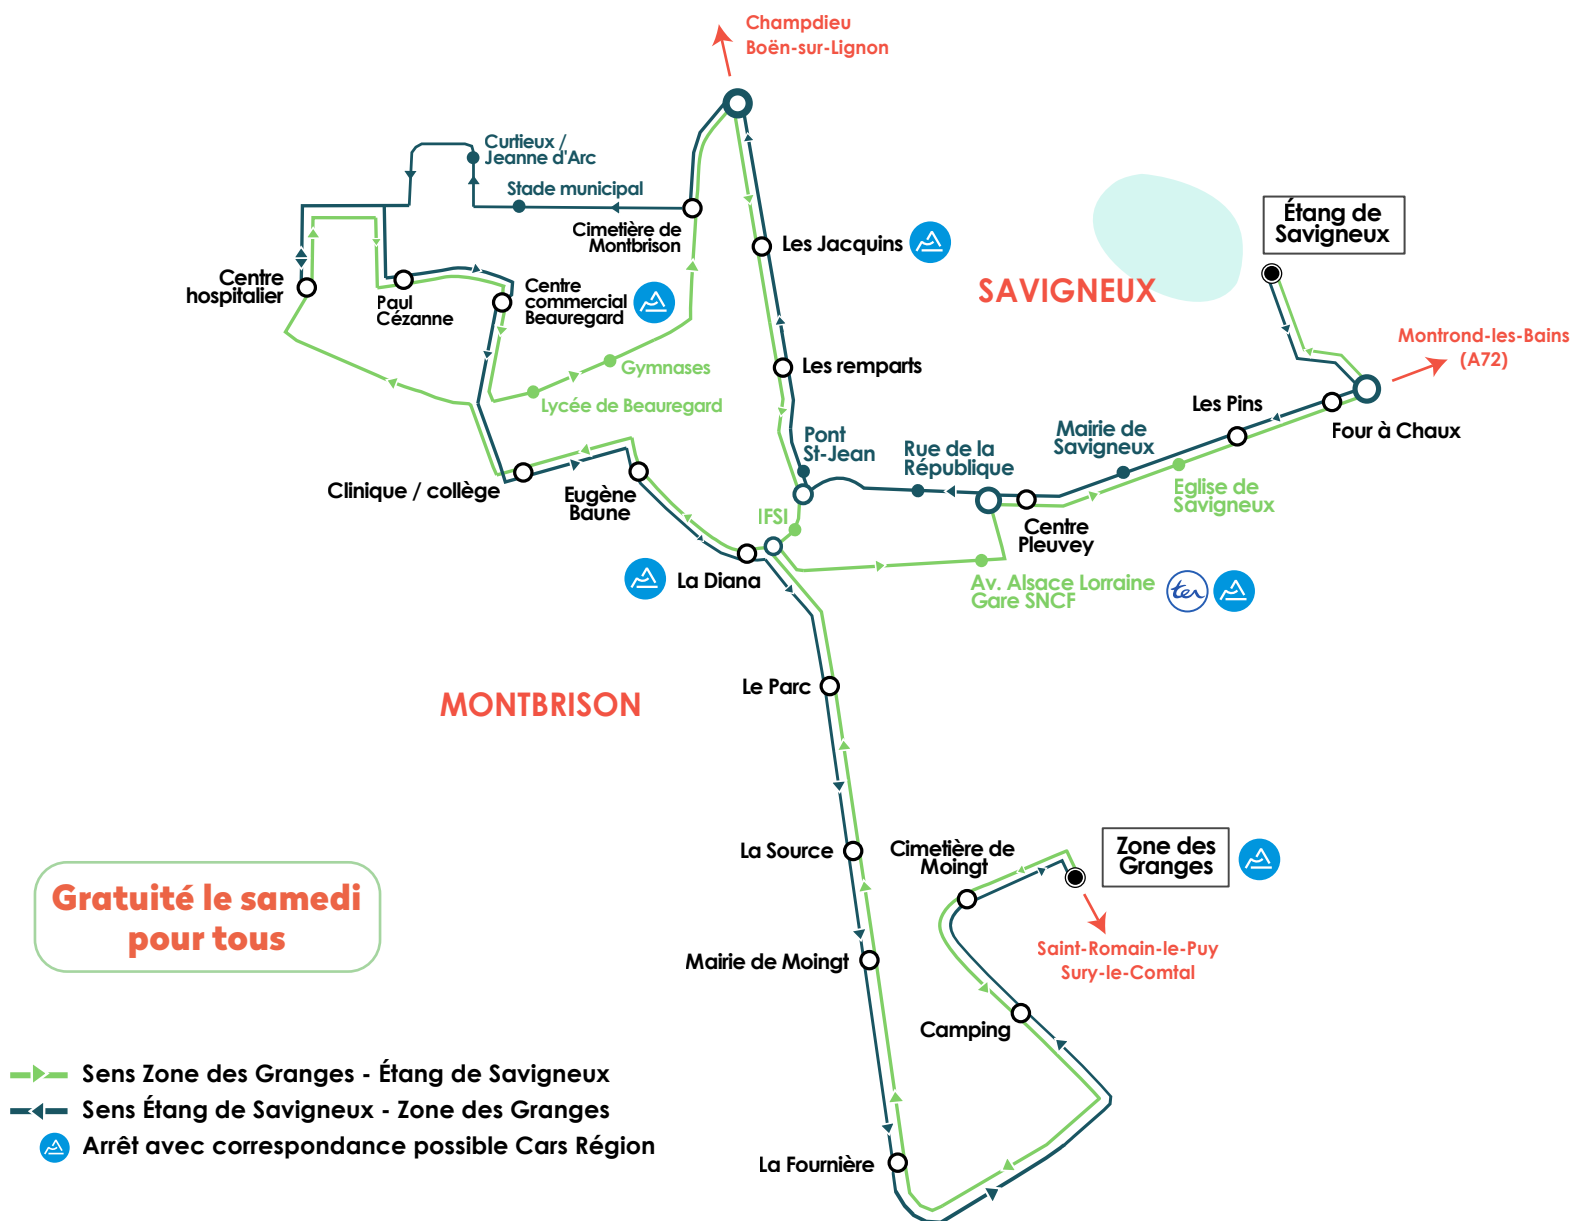 Champdieu
Boën-sur-Lignon
Curtieux /
Jeanne d'Arc
Stade municipal
Cimetière de
Montbrison
Les Jacquins
Étang de
Savigneux
SAVIGNEUX
Centre
hospitalier
Paul
Cézanne
Centre
commercial
Beauregard
Montrond-les-Bains
(A72)
Gymnases
Les remparts
Lycée de Beauregard
Les Pins
Four à Chaux
Pont
St-Jean
Rue de la
République
Mairie de
Savigneux
Clinique / collège
Eugène
Baune
IFSI
Eglise de
Savigneux
Centre
Pleuvey
La Diana
Av. Alsace Lorraine
Gare SNCF
ter
Le Parc
MONTBRISON
La Source
Cimetière de
Moingt
Zone des
Granges
Gratuité le samedi
pour tous
Saint-Romain-le-Puy
Sury-le-Comtal
Mairie de Moingt
Camping
Sens Zone des Granges - Étang de Savigneux
Sens Étang de Savigneux - Zone des Granges
Arrêt avec correspondance possible Cars Région
La Fournière